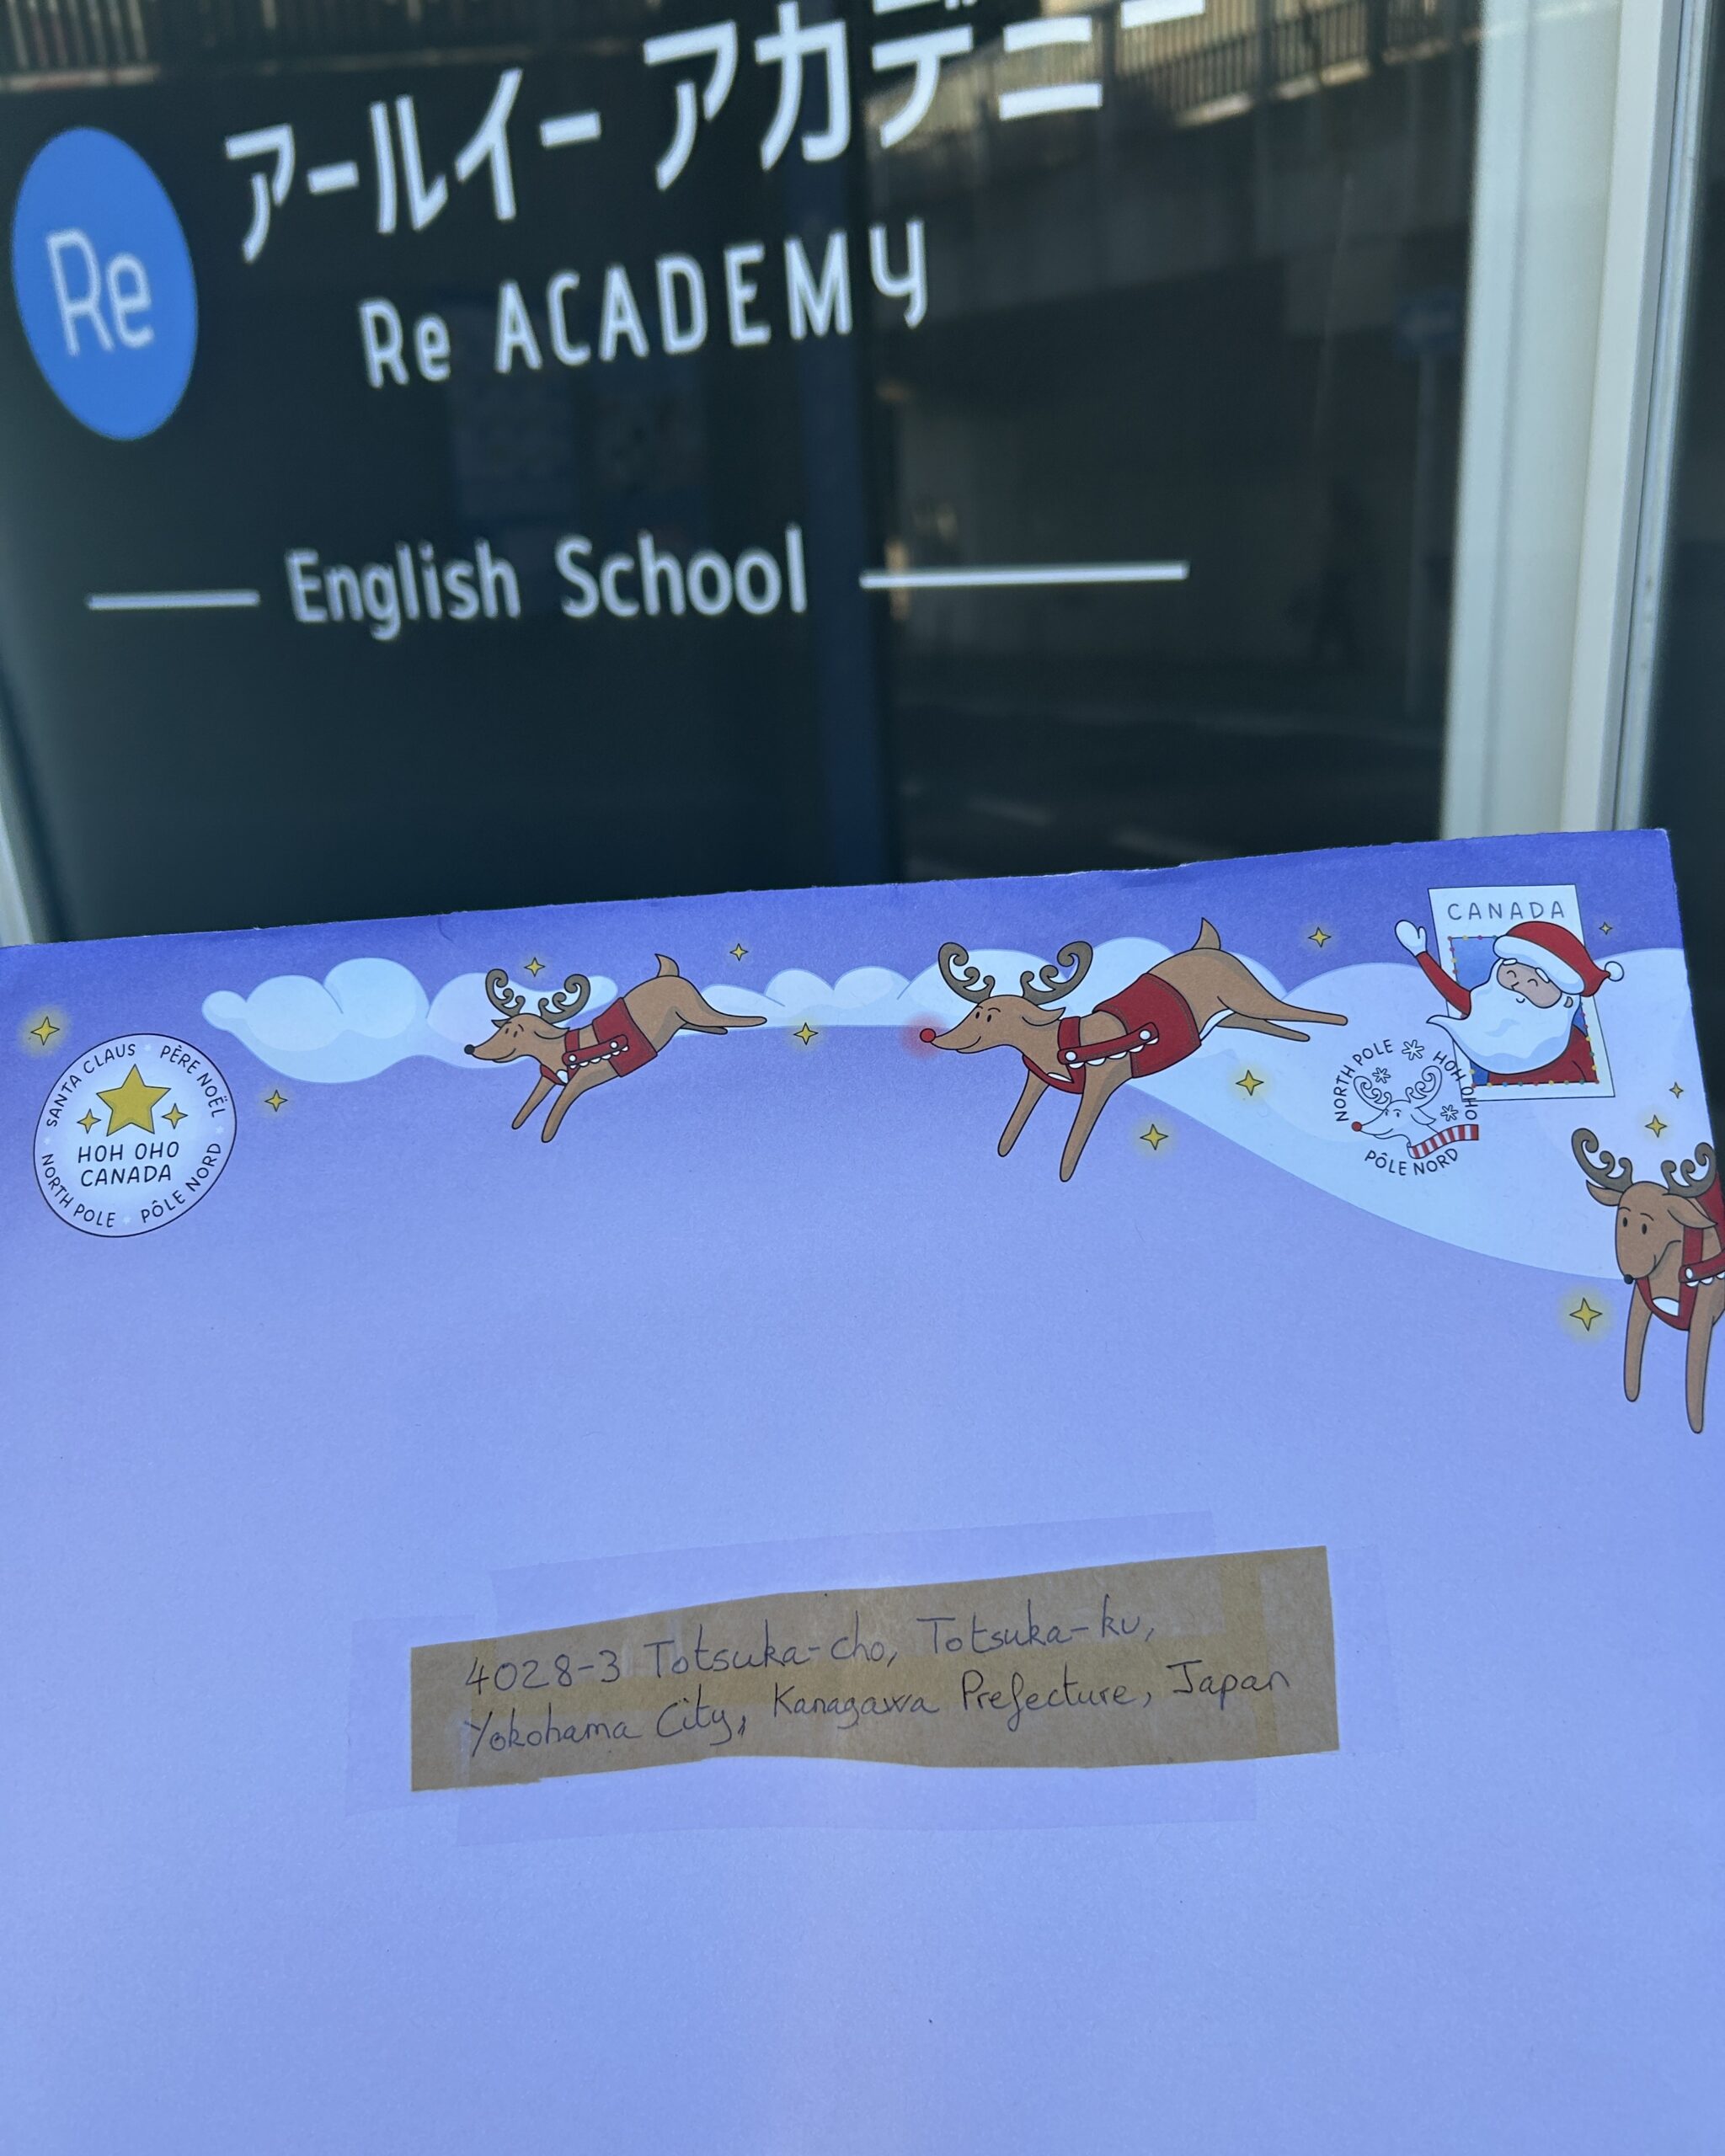 アールイー アカデミー
Re
Re ACADEMY
English School
CANADA
SANTA CLAUS PÈRE NOËL
HOH OHO
CANADA
NORTH POLE PÔLE NORD
NORTH POLE HOH OHO
PÔLE NORD
4028-3 Totsuka-cho, Totsuka-ku,
Yokohama City, Kanagawa Prefecture, Japan